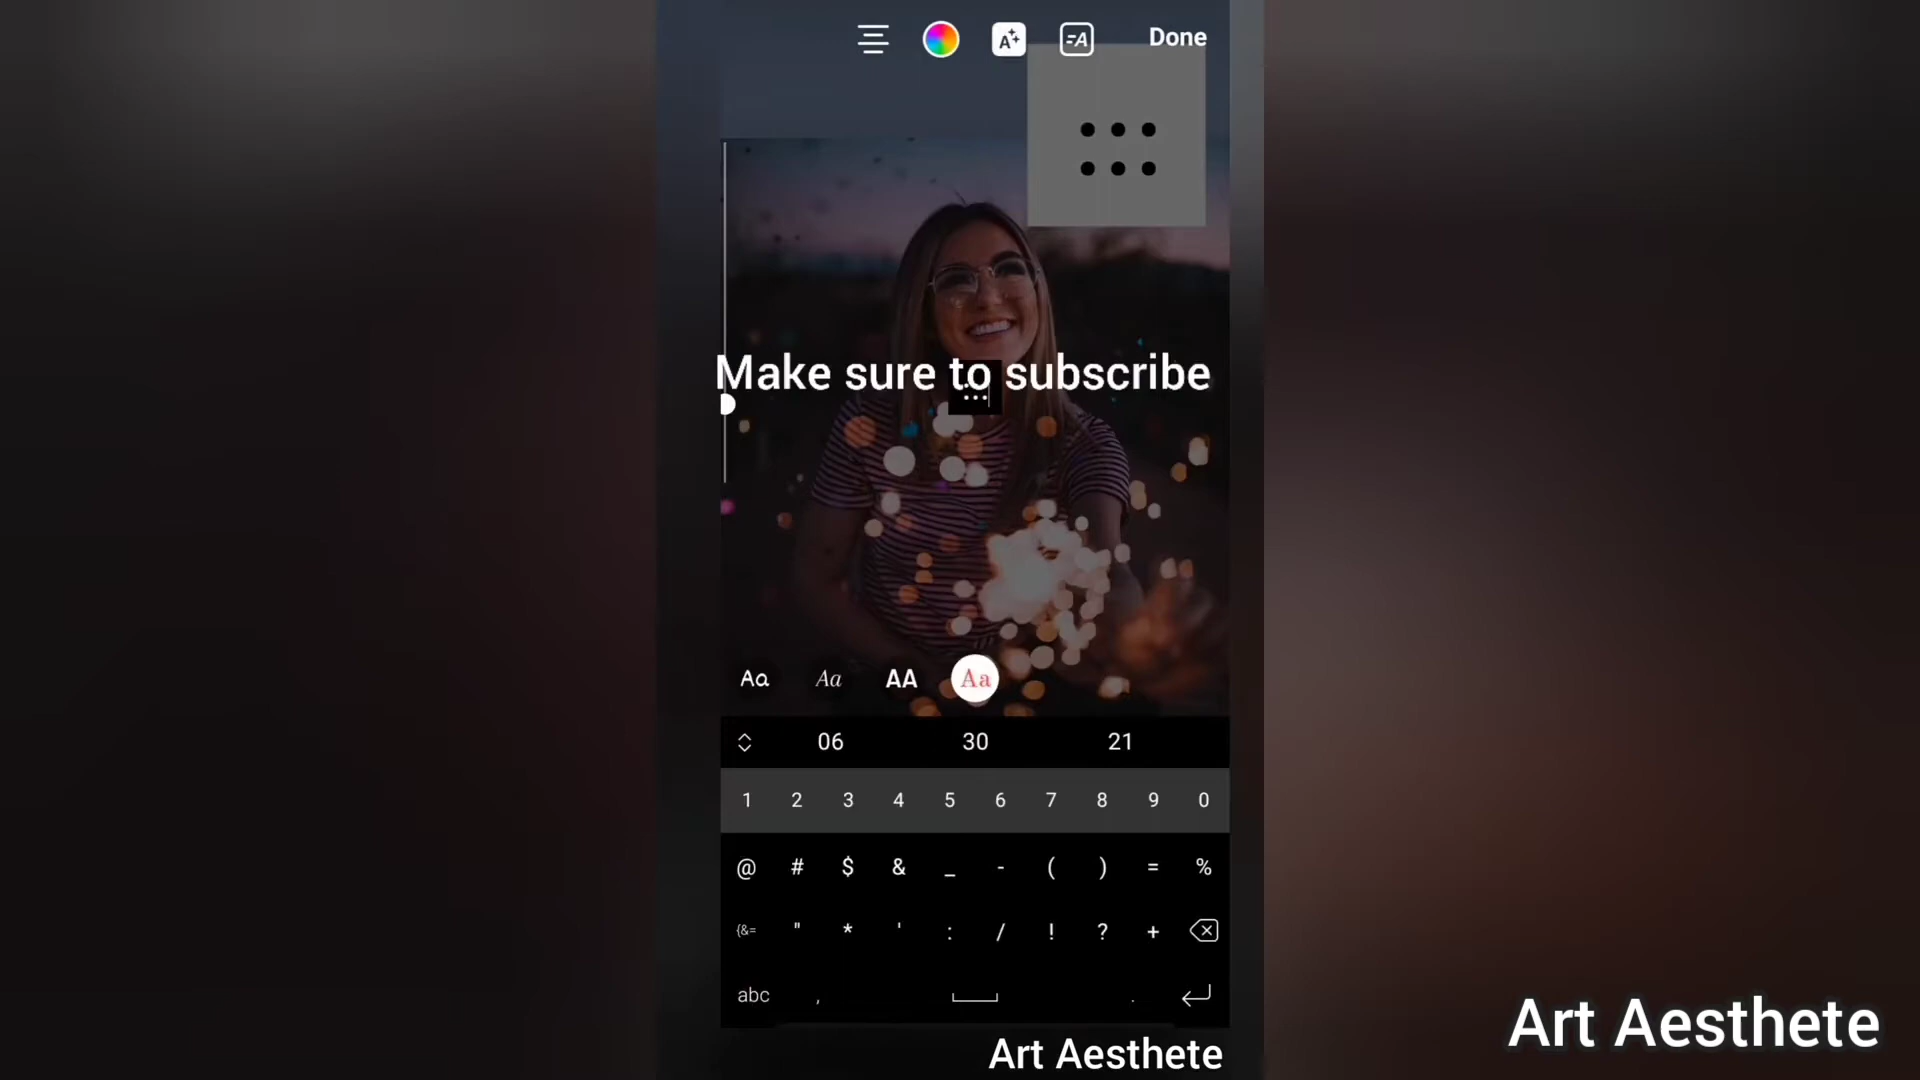 A Done
=A
Make sure to subscribe
...
Aa Aa AA Aa
06 30 21
1 2 3 4 5 6 7 8 9 0
@ # $ & _ - ( ) = %
{&= " * ' : / ! ? +
abc , .
Art Aesthete
Art Aesthete